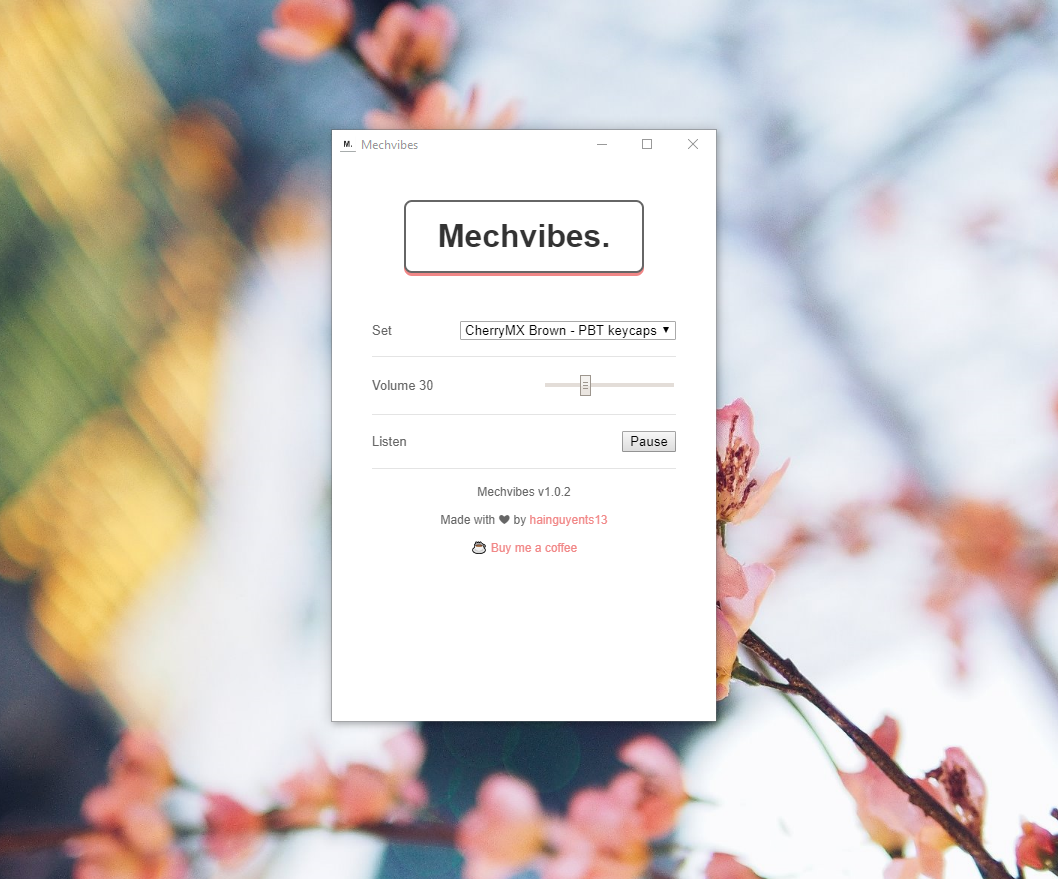 M. Mechvibes
Mechvibes.
Set CherryMX Brown - PBT keycaps
Volume 30
Listen Pause
Mechvibes v1.0.2
Made with ❤ by hainguyents13
Buy me a coffee